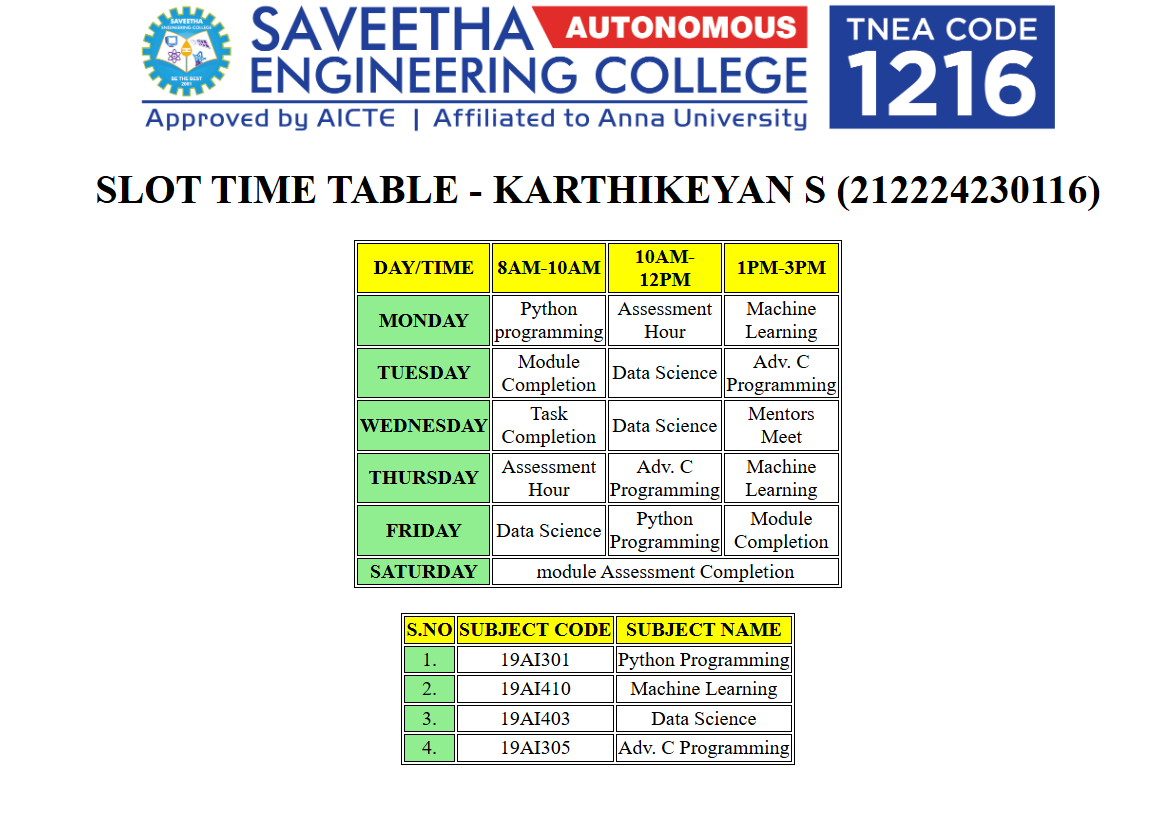 SAVEETHA AUTONOMOUS
ENGINEERING COLLEGE
Approved by AICTE | Affiliated to Anna University
SAVEETHA
ENGINEERING COLLEGE
BE THE BEST
2001
TNEA CODE
1216
SLOT TIME TABLE - KARTHIKEYAN S (212224230116)
DAY/TIME 8AM-10AM 10AM-12PM 1PM-3PM
MONDAY Python programming Assessment Hour Machine Learning
TUESDAY Module Completion Data Science Adv. C Programming
WEDNESDAY Task Completion Data Science Mentors Meet
THURSDAY Assessment Hour Adv. C Programming Machine Learning
FRIDAY Data Science Python Programming Module Completion
SATURDAY module Assessment Completion
S.NO SUBJECT CODE SUBJECT NAME
1. 19AI301 Python Programming
2. 19AI410 Machine Learning
3. 19AI403 Data Science
4. 19AI305 Adv. C Programming